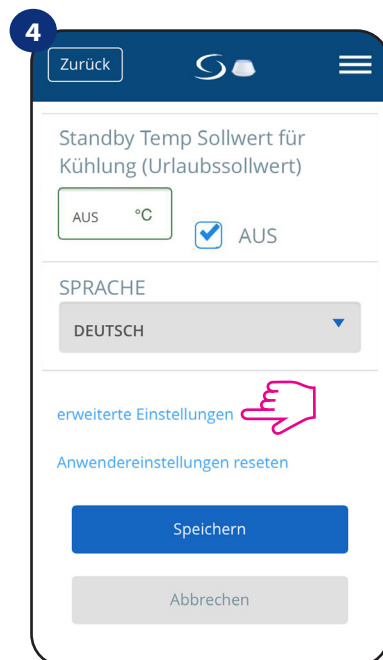 4
Zurück
Standby Temp Sollwert für
Kühlung (Urlaubssollwert)
AUS °C
AUS
SPRACHE
DEUTSCH
erweiterte Einstellungen
Anwendereinstellungen reseten
Speichern
Abbrechen